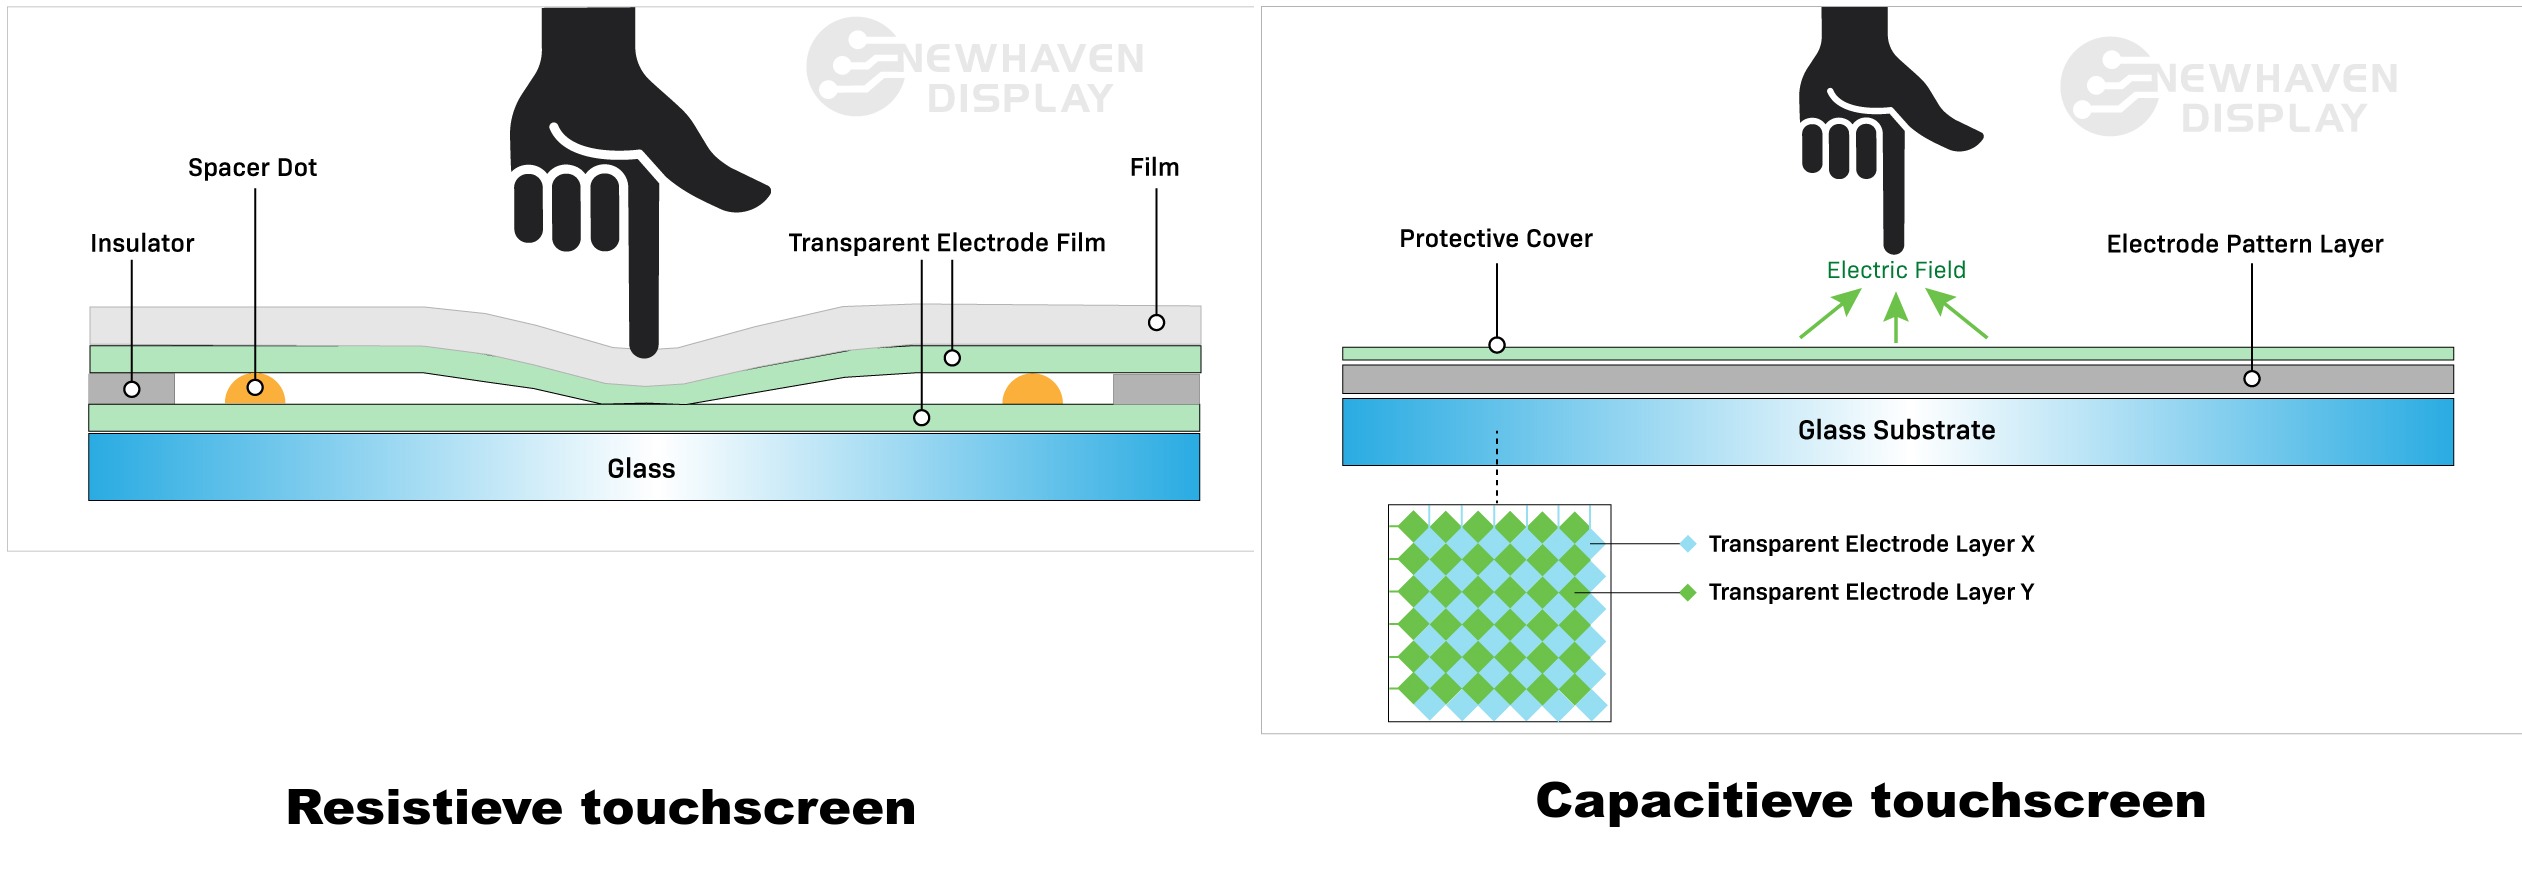 NEWHAVEN
DISPLAY
Spacer Dot
Film
Insulator
Transparent Electrode Film
Glass
Resistieve touchscreen
NEWHAVEN
DISPLAY
Protective Cover
Electrode Pattern Layer
Electric Field
Glass Substrate
Transparent Electrode Layer X
Transparent Electrode Layer Y
Capacitieve touchscreen